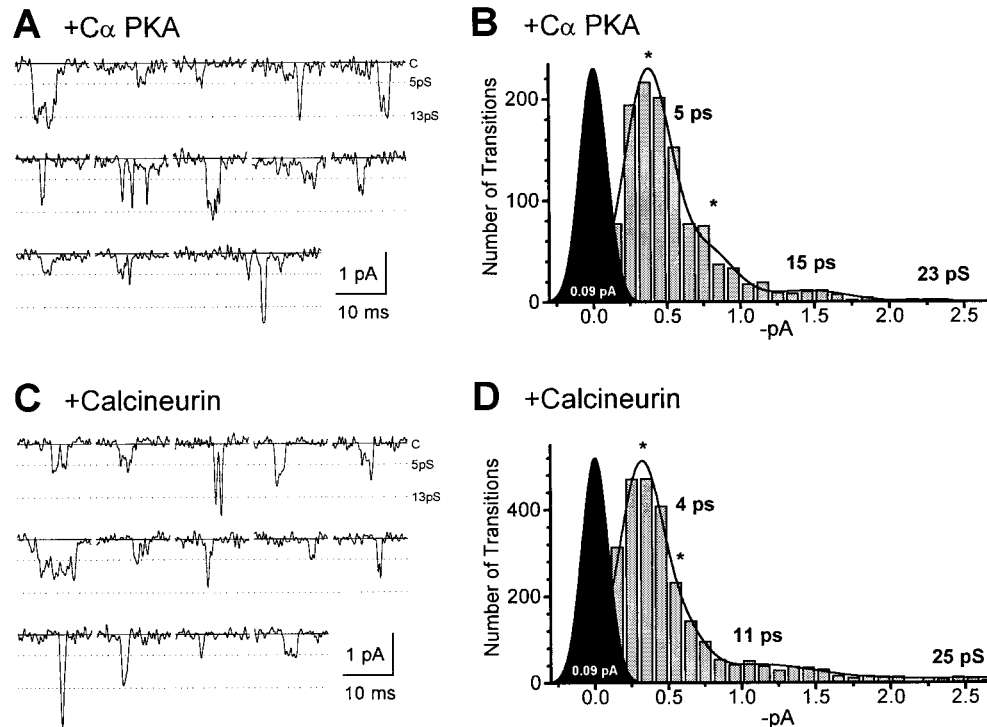 A +Cα PKA
C
5pS
13pS
1 pA
10 ms
B +Cα PKA
Number of Transitions
200
100
0
*
5 ps
*
15 ps
23 pS
0.09 pA
0.0 0.5 1.0 1.5 2.0 2.5
-pA
C +Calcineurin
C
5pS
13pS
1 pA
10 ms
D +Calcineurin
Number of Transitions
400
200
0
*
4 ps
*
11 ps
25 pS
0.09 pA
0.0 0.5 1.0 1.5 2.0 2.5
-pA